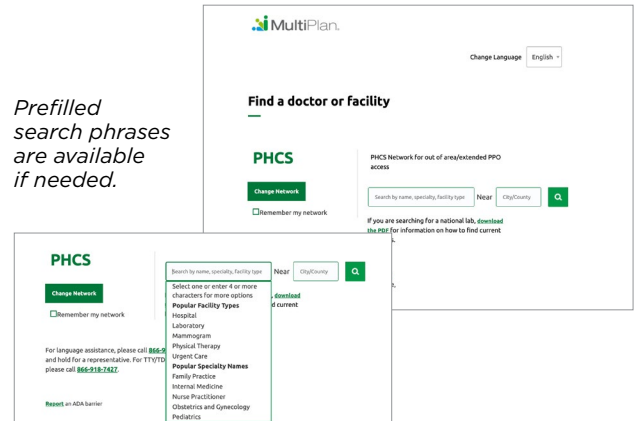 MultiPlan.
Change Language English
Find a doctor or facility
Prefilled
search phrases
are available
if needed.
PHCS
Change Network
Remember my network
PHCS Network for out of area/extended PPO
access
Search by name, specialty, facility type Near City/County
If you are searching for a national lab, download
the PDF for information on how to find current
PHCS
Change Network
Remember my network
For language assistance, please call 866-9
and hold for a representative. For TTY/TD
please call 866-918-7427.
Report an ADA barrier
Search by name, specialty, facility type Near City/County
Select one or enter 4 or more
characters for more options
Popular Facility Types
Hospital
Laboratory
Mammogram
Physical Therapy
Urgent Care
Popular Specialty Names
Family Practice
Internal Medicine
Nurse Practitioner
Obstetrics and Gynecology
Pediatrics
, download
d current